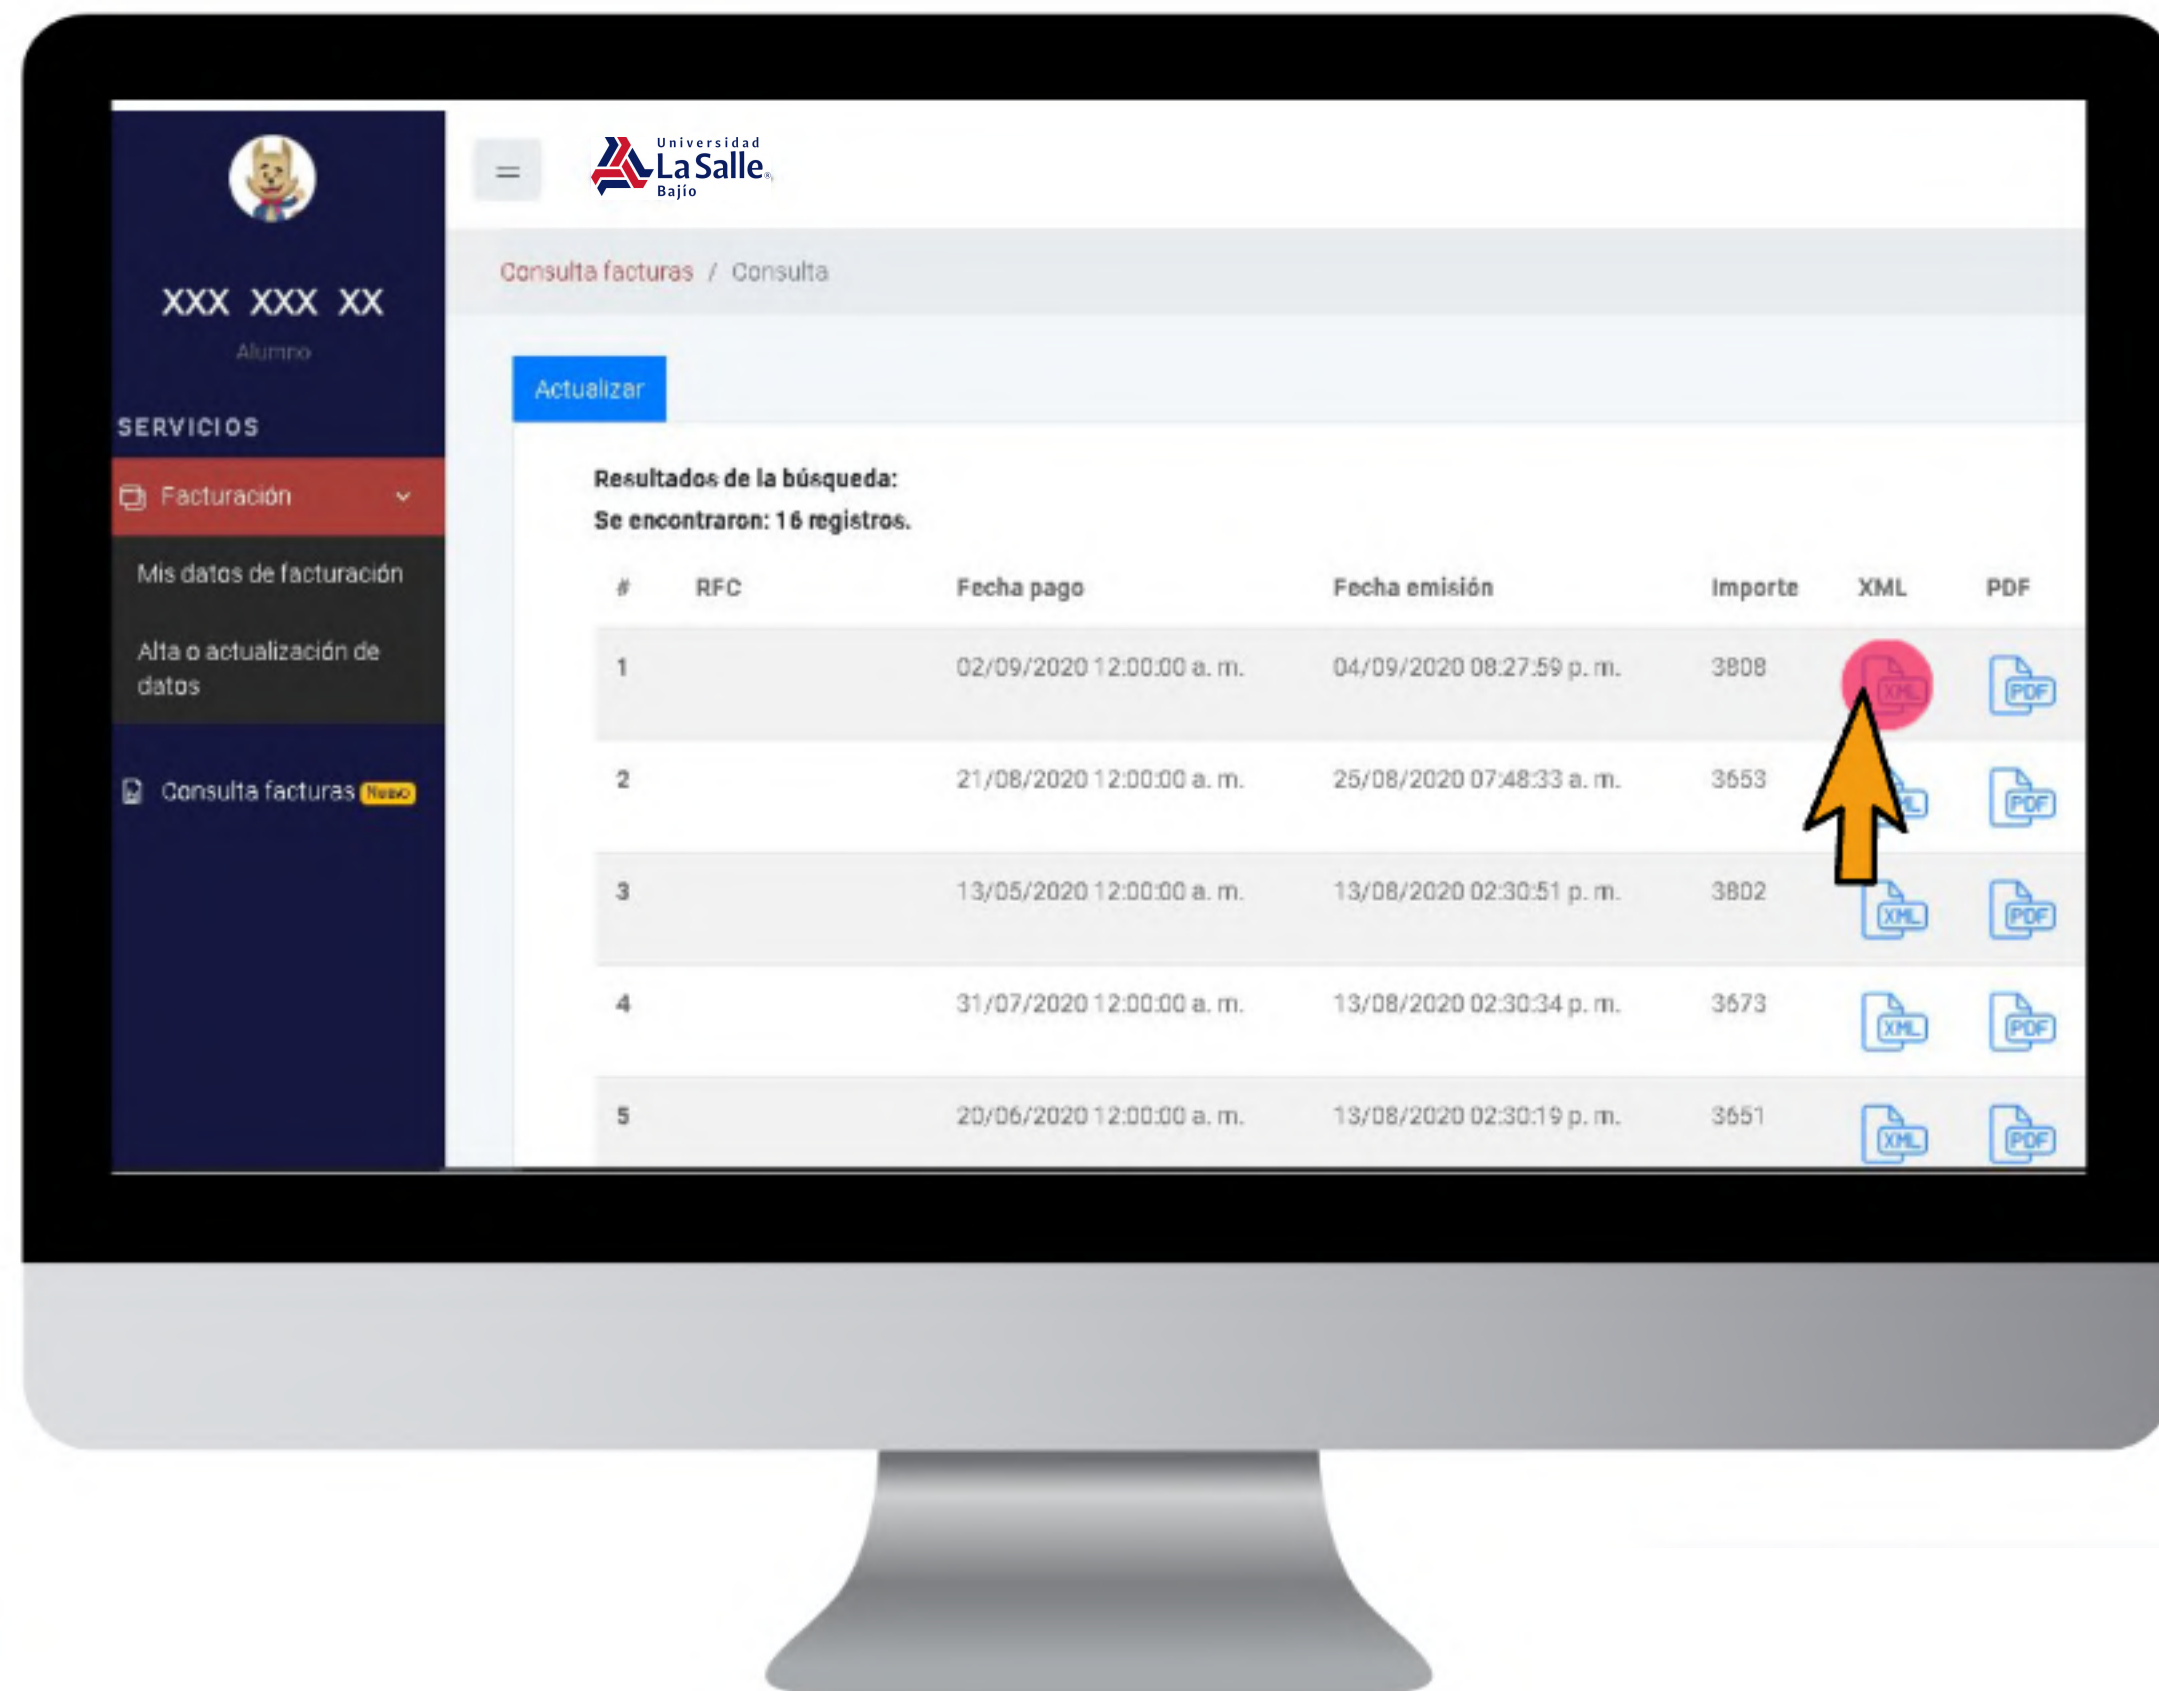 Universidad
La Salle®
Bajío
XXX XXX XX
Alumno
SERVICIOS
Facturación
Mis datos de facturación
Alta o actualización de
datos
Consulta facturas Nuevo
Consulta facturas / Consulta
Actualizar
Resultados de la búsqueda:
Se encontraron: 16 registros.
# RFC Fecha pago Fecha emisión Importe XML PDF
1 02/09/2020 12:00:00 a. m. 04/09/2020 08:27:59 p. m. 3808 XML PDF
2 21/08/2020 12:00:00 a. m. 25/08/2020 07:48:33 a. m. 3653 PDF
3 13/05/2020 12:00:00 a. m. 13/08/2020 02:30:51 p. m. 3802 XML PDF
4 31/07/2020 12:00:00 a. m. 13/08/2020 02:30:34 p. m. 3673 XML PDF
5 20/06/2020 12:00:00 a. m. 13/08/2020 02:30:19 p. m. 3651 XML PDF